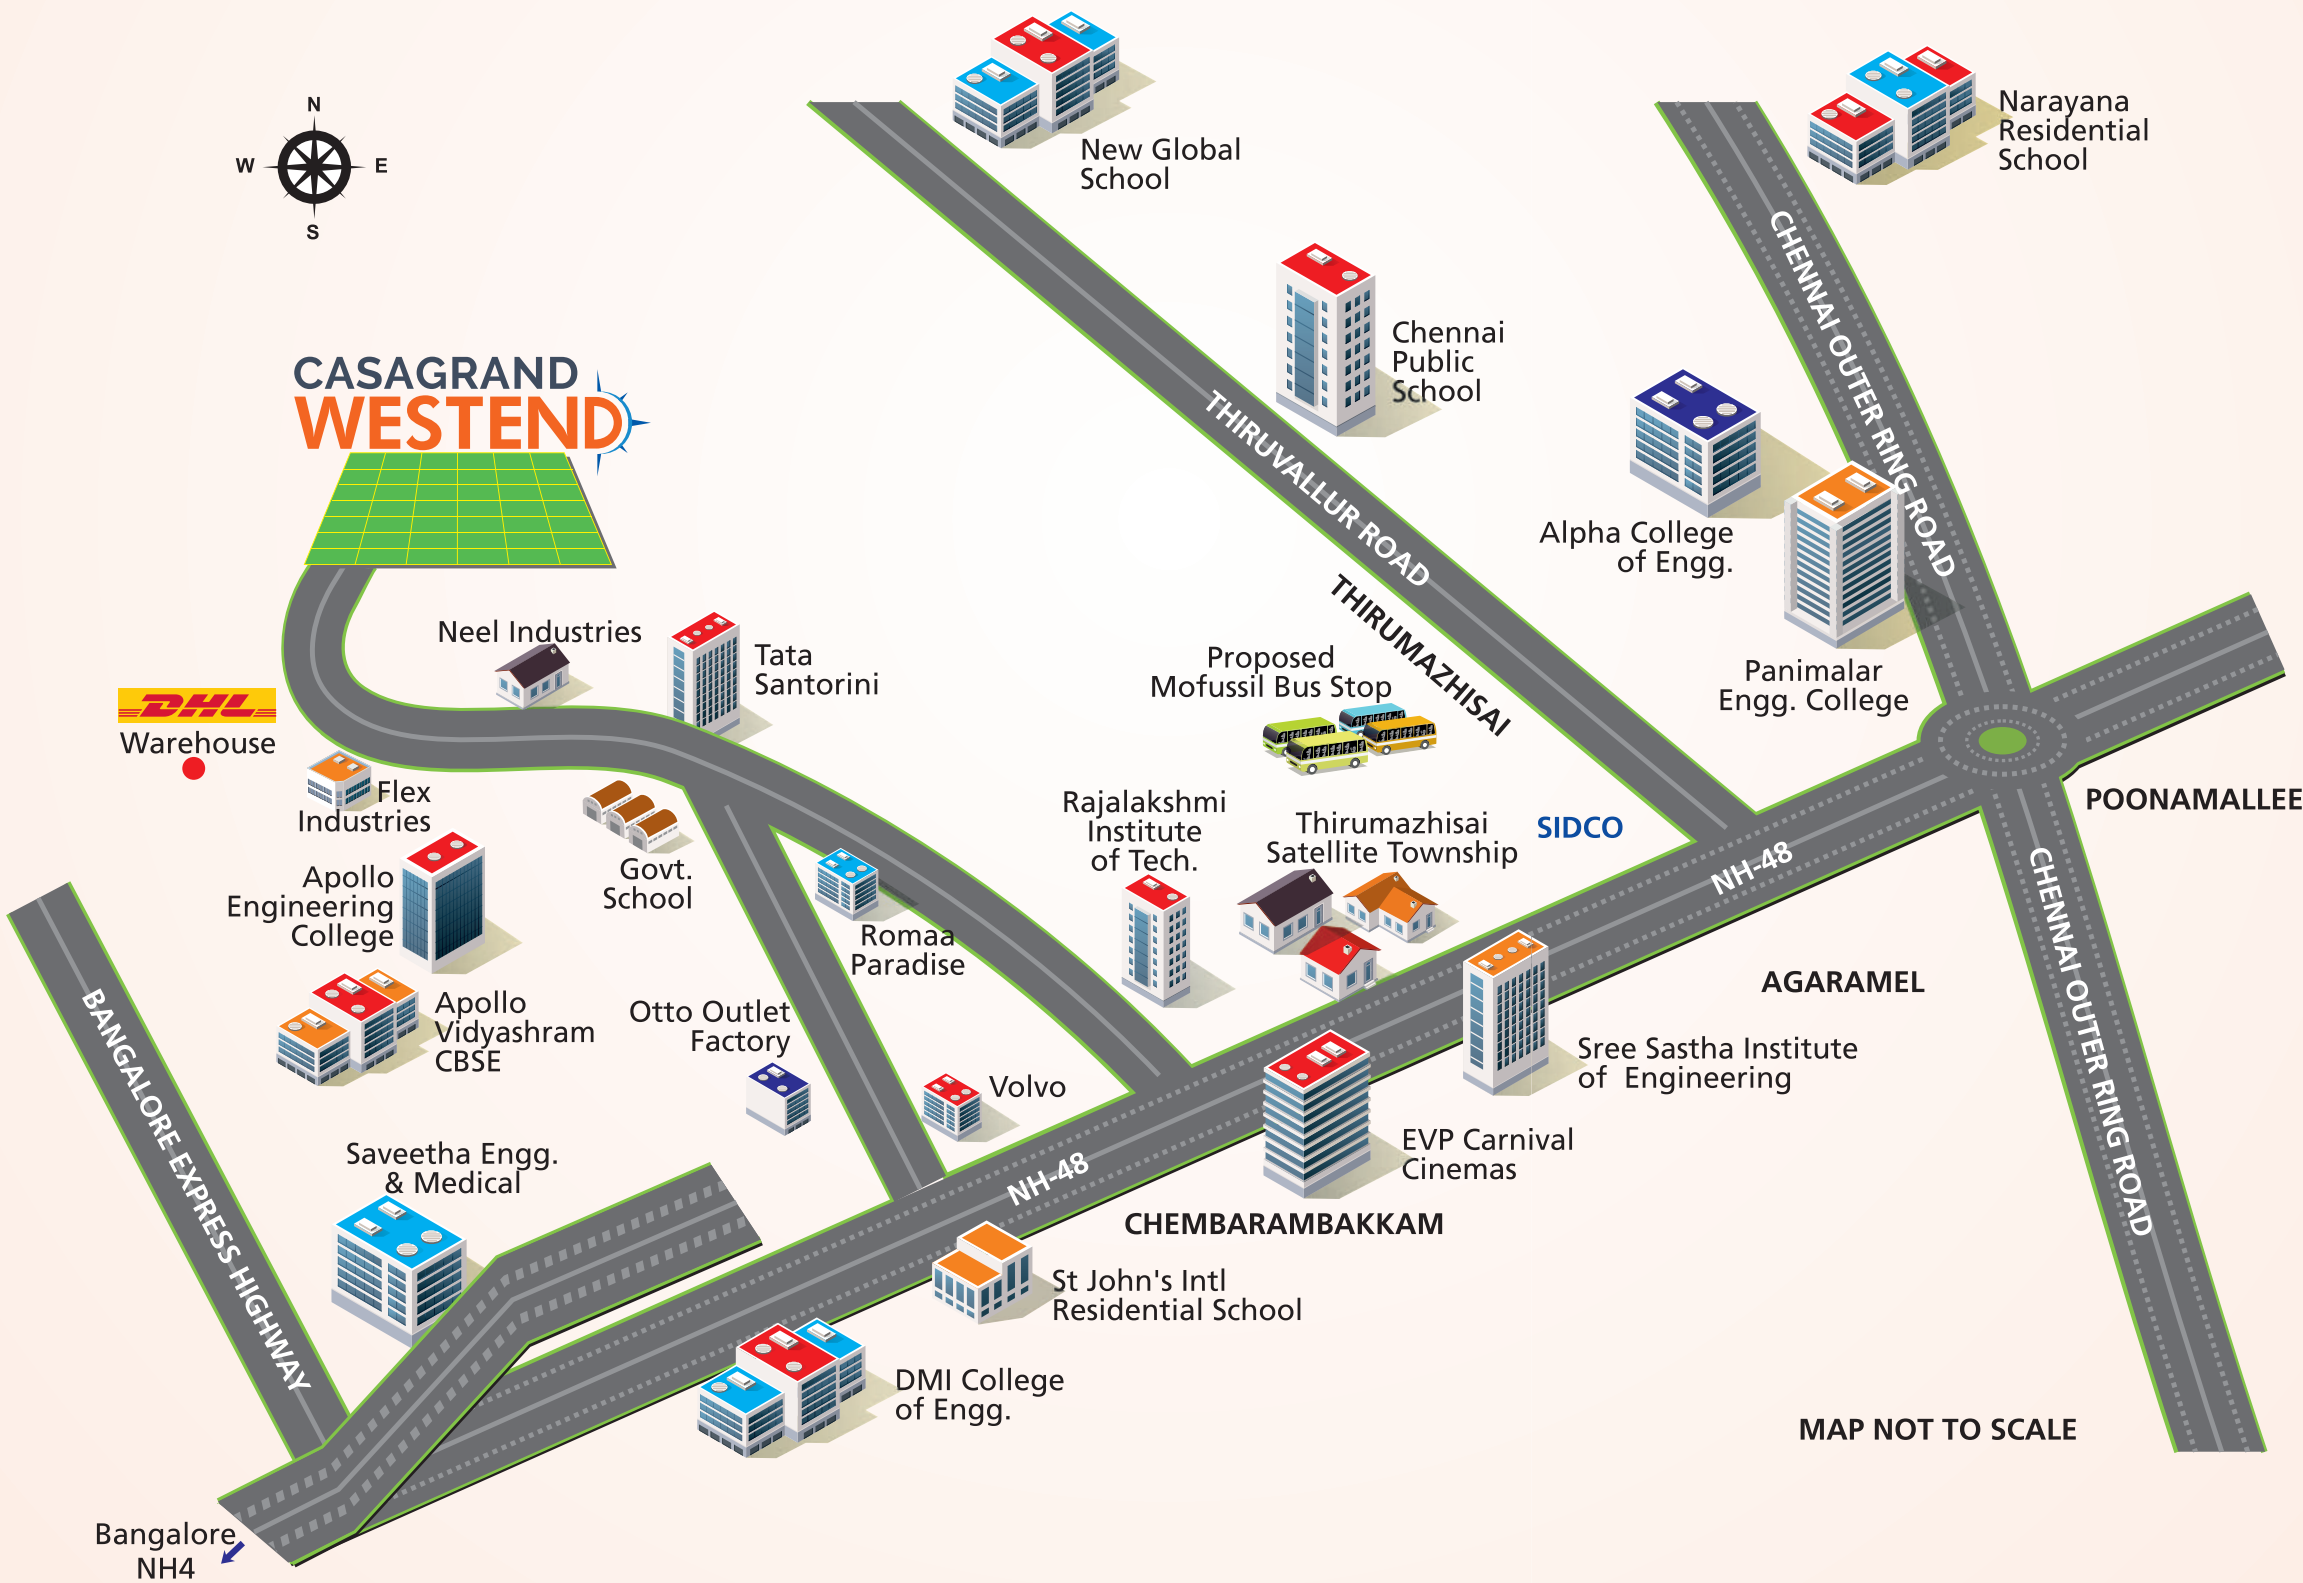 New Global
School
Narayana
Residential
School
N
W
E
S
CHENNAI OUTER RING ROAD
Chennai
Public
School
CASAGRAND
WESTEND
THIRUVALLUR ROAD
Alpha College
of Engg.
THIRUMAZHISAI
Neel Industries
Tata
Santorini
Proposed
Mofussil Bus Stop
Panimalar
Engg. College
DHL
Warehouse
Flex
Industries
Rajalakshmi
Institute
of Tech.
Thirumazhisai
Satellite Township
SIDCO
POONAMALLEE
NH-48
Apollo
Engineering
College
Govt.
School
Romaa
Paradise
CHENNAI OUTER RING ROAD
AGARAMEL
Apollo
Vidyashram
CBSE
Otto Outlet
Factory
Volvo
Sree Sastha Institute
of Engineering
BANGALORE EXPRESS HIGHWAY
EVP Carnival
Cinemas
Saveetha Engg.
& Medical
NH-48
CHEMBARAMBAKKAM
St John's Intl
Residential School
DMI College
of Engg.
MAP NOT TO SCALE
Bangalore
NH4